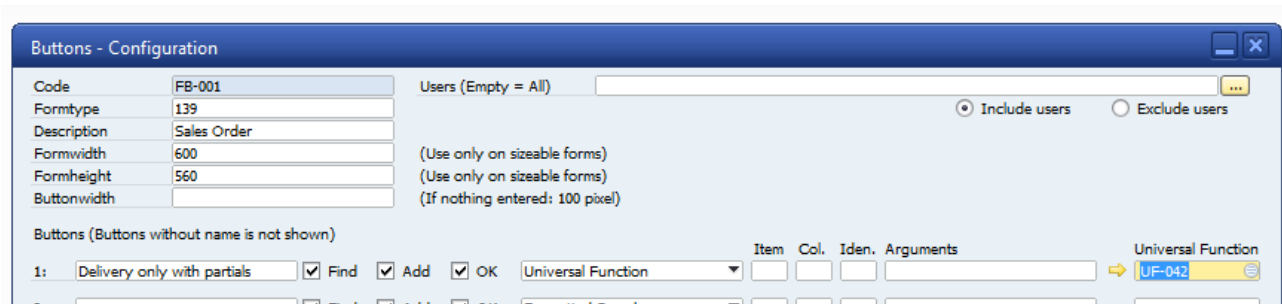 Buttons - Configuration
Code FB-001 Users (Empty = All) ...
Formtype 139 Include users Exclude users
Description Sales Order
Formwidth 600 (Use only on sizeable forms)
Formheight 560 (Use only on sizeable forms)
Buttonwidth (If nothing entered: 100 pixel)
Buttons (Buttons without name is not shown)
Item Col. Iden. Arguments Universal Function
1: Delivery only with partials Find Add OK Universal Function UF-042